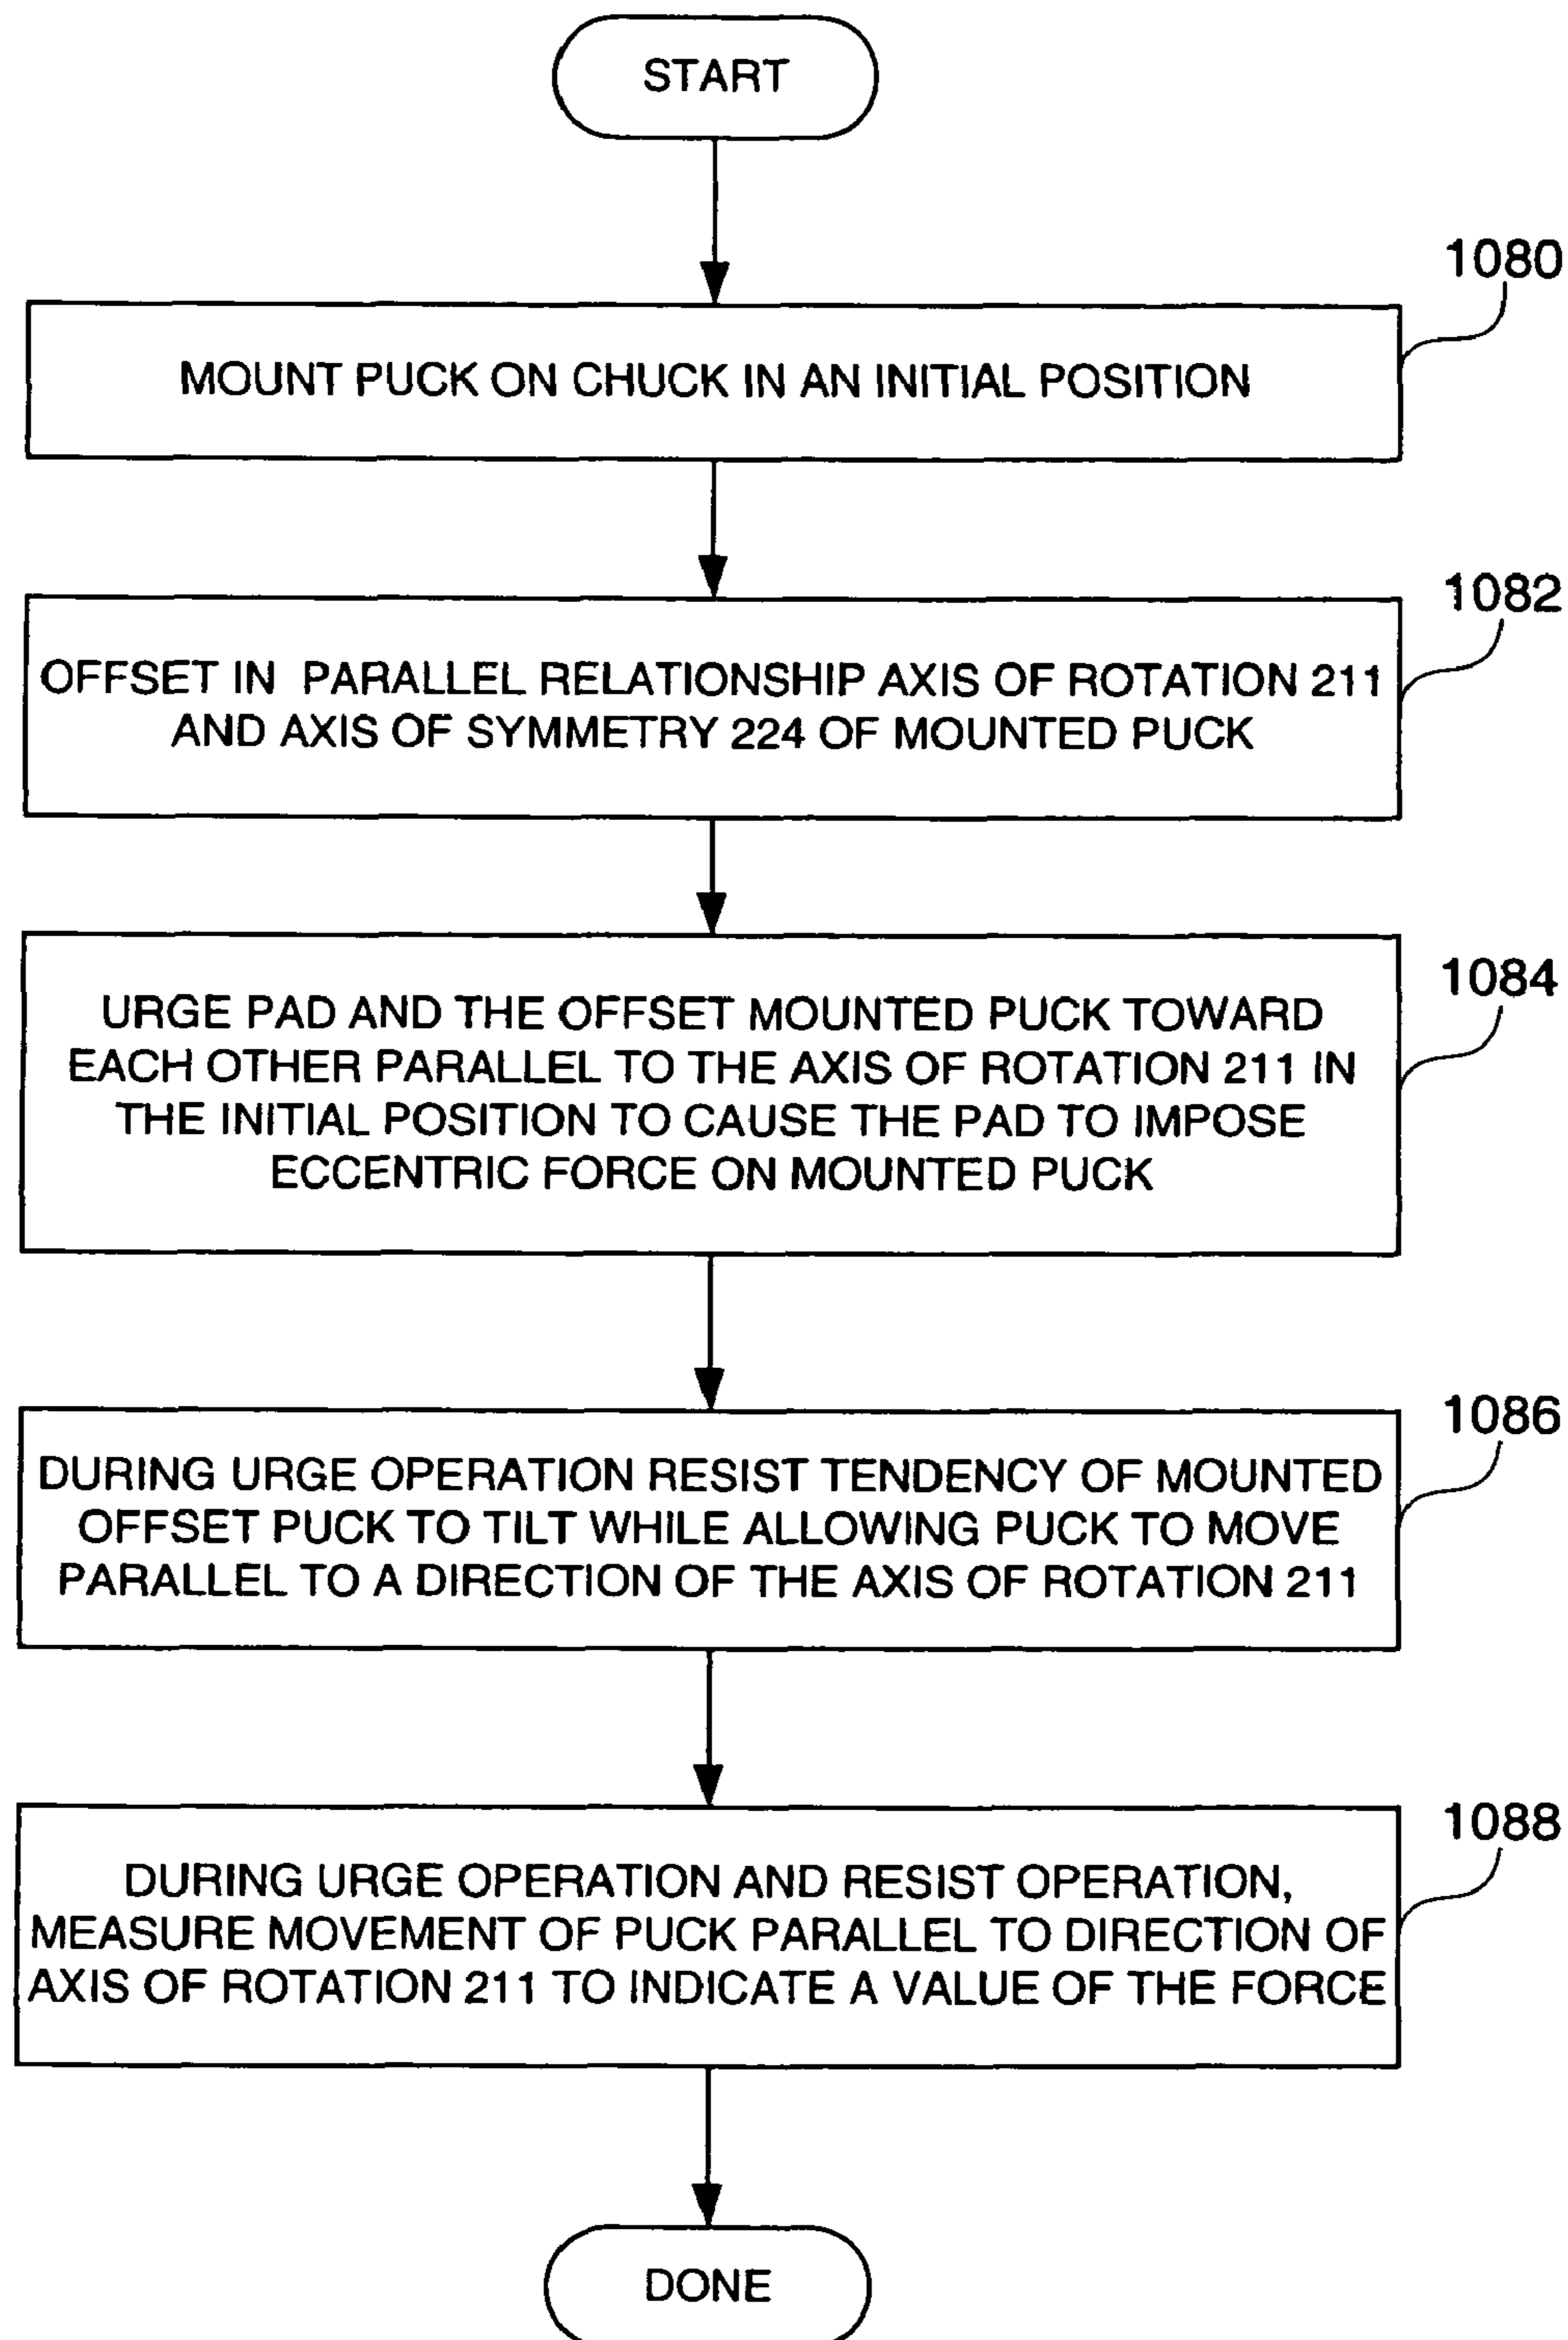 START
1080
MOUNT PUCK ON CHUCK IN AN INITIAL POSITION
1082
OFFSET IN PARALLEL RELATIONSHIP AXIS OF ROTATION 211
AND AXIS OF SYMMETRY 224 OF MOUNTED PUCK
1084
URGE PAD AND THE OFFSET MOUNTED PUCK TOWARD
EACH OTHER PARALLEL TO THE AXIS OF ROTATION 211 IN
THE INITIAL POSITION TO CAUSE THE PAD TO IMPOSE
ECCENTRIC FORCE ON MOUNTED PUCK
1086
DURING URGE OPERATION RESIST TENDENCY OF MOUNTED
OFFSET PUCK TO TILT WHILE ALLOWING PUCK TO MOVE
PARALLEL TO A DIRECTION OF THE AXIS OF ROTATION 211
1088
DURING URGE OPERATION AND RESIST OPERATION,
MEASURE MOVEMENT OF PUCK PARALLEL TO DIRECTION OF
AXIS OF ROTATION 211 TO INDICATE A VALUE OF THE FORCE
DONE